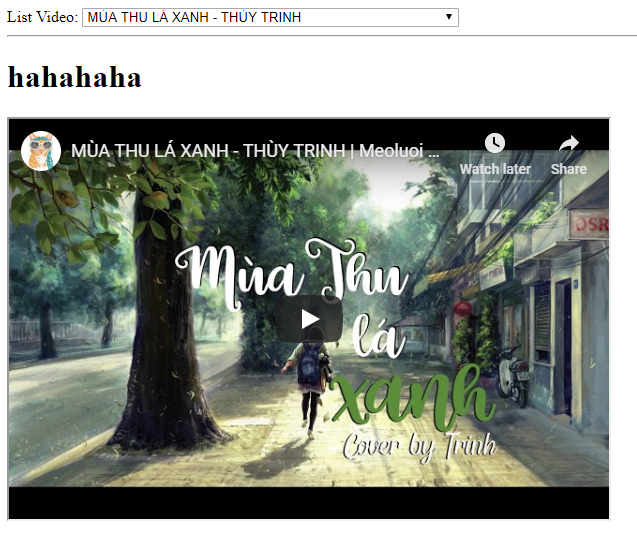 List Video: MÙA THU LÁ XANH - THÙY TRINH
hahahaha
MÙA THU LÁ XANH - THÙY TRINH | Meoluoi ...
Watch later
Share
Mùa Thu
lá
xanh
Cover by Trinh
OSR